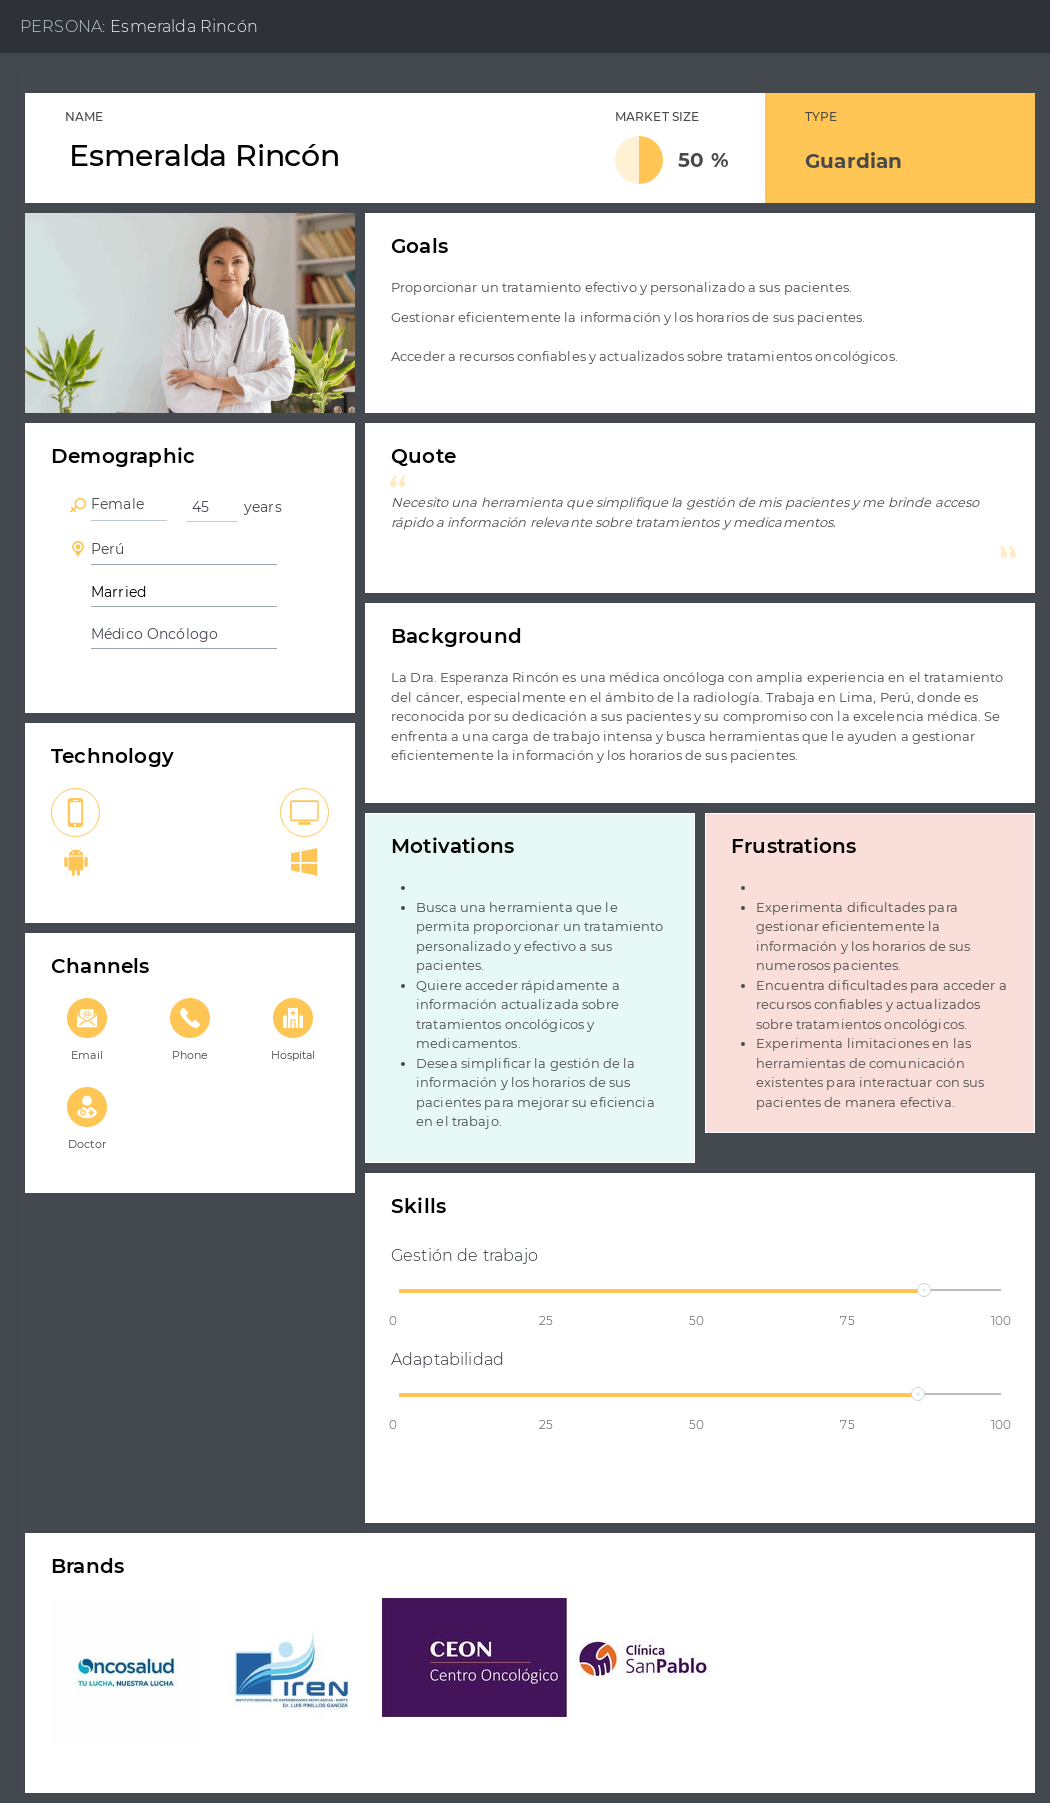 PERSONA: Esmeralda Rincón
NAME
Esmeralda Rincón
MARKET SIZE
50 %
TYPE
Guardian
Goals
Proporcionar un tratamiento efectivo y personalizado a sus pacientes.
Gestionar eficientemente la información y los horarios de sus pacientes.
Acceder a recursos confiables y actualizados sobre tratamientos oncológicos.
Demographic
Female 45 years
Perú
Married
Médico Oncólogo
Quote
“
Necesito una herramienta que simplifique la gestión de mis pacientes y me brinde acceso
rápido a información relevante sobre tratamientos y medicamentos.
”
Background
La Dra. Esperanza Rincón es una médica oncóloga con amplia experiencia en el tratamiento
del cáncer, especialmente en el ámbito de la radiología. Trabaja en Lima, Perú, donde es
reconocida por su dedicación a sus pacientes y su compromiso con la excelencia médica. Se
enfrenta a una carga de trabajo intensa y busca herramientas que le ayuden a gestionar
eficientemente la información y los horarios de sus pacientes.
Technology
Channels
Email
Phone
Hospital
Doctor
Motivations
•
• Busca una herramienta que le
permita proporcionar un tratamiento
personalizado y efectivo a sus
pacientes.
• Quiere acceder rápidamente a
información actualizada sobre
tratamientos oncológicos y
medicamentos.
• Desea simplificar la gestión de la
información y los horarios de sus
pacientes para mejorar su eficiencia
en el trabajo.
Frustrations
•
• Experimenta dificultades para
gestionar eficientemente la
información y los horarios de sus
numerosos pacientes.
• Encuentra dificultades para acceder a
recursos confiables y actualizados
sobre tratamientos oncológicos.
• Experimenta limitaciones en las
herramientas de comunicación
existentes para interactuar con sus
pacientes de manera efectiva.
Skills
Gestión de trabajo
0 25 50 75 100
Adaptabilidad
0 25 50 75 100
Brands
Oncosalud
TU LUCHA, NUESTRA LUCHA
iren
INSTITUTO REGIONAL DE ENFERMEDADES NEOPLÁSICAS - NORTE
Dr. LUIS PINILLOS GANOZA
CEON
Centro Oncológico
Clínica
SanPablo